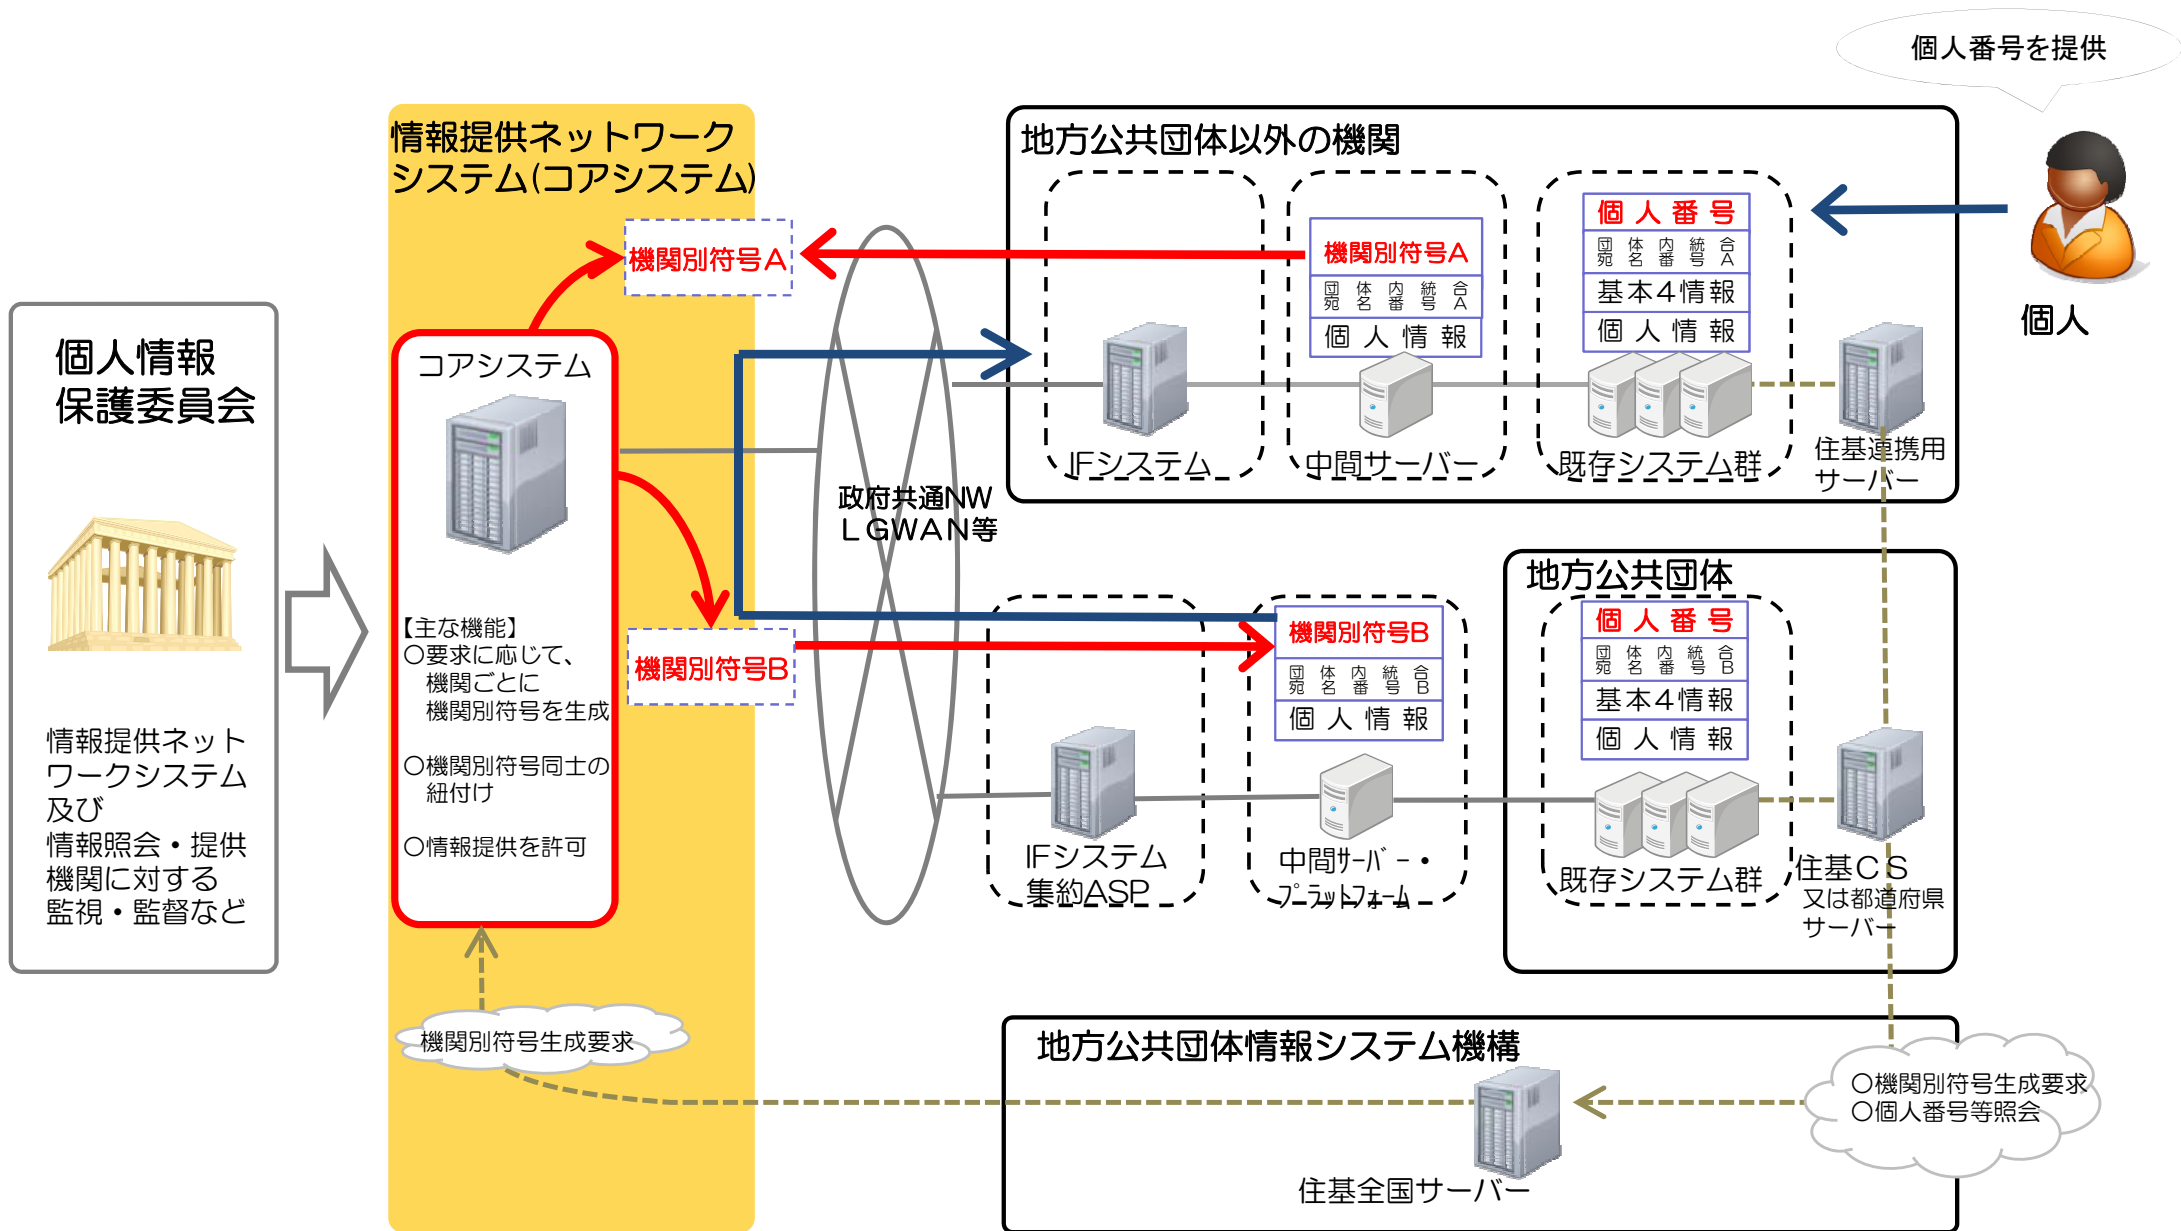 個人番号を提供
個人
個人情報
保護委員会
情報提供ネット
ワークシステム
及び
情報照会・提供
機関に対する
監視・監督など
情報提供ネットワーク
システム(コアシステム)
機関別符号A
コアシステム
【主な機能】
○要求に応じて、
機関ごとに
機関別符号を生成
○機関別符号同士の
紐付け
○情報提供を許可
機関別符号B
機関別符号生成要求
政府共通NW
LGWAN等
地方公共団体以外の機関
IFシステム
機関別符号A
団体内統合
宛名番号A
個人情報
中間サーバー
個人番号
団体内統合
宛名番号A
基本4情報
個人情報
既存システム群
住基連携用
サーバー
IFシステム
集約ASP
機関別符号B
団体内統合
宛名番号B
個人情報
中間サーバー・
プラットフォーム
地方公共団体
個人番号
団体内統合
宛名番号B
基本4情報
個人情報
既存システム群
住基CS
又は都道府県
サーバー
地方公共団体情報システム機構
住基全国サーバー
○機関別符号生成要求
○個人番号等照会